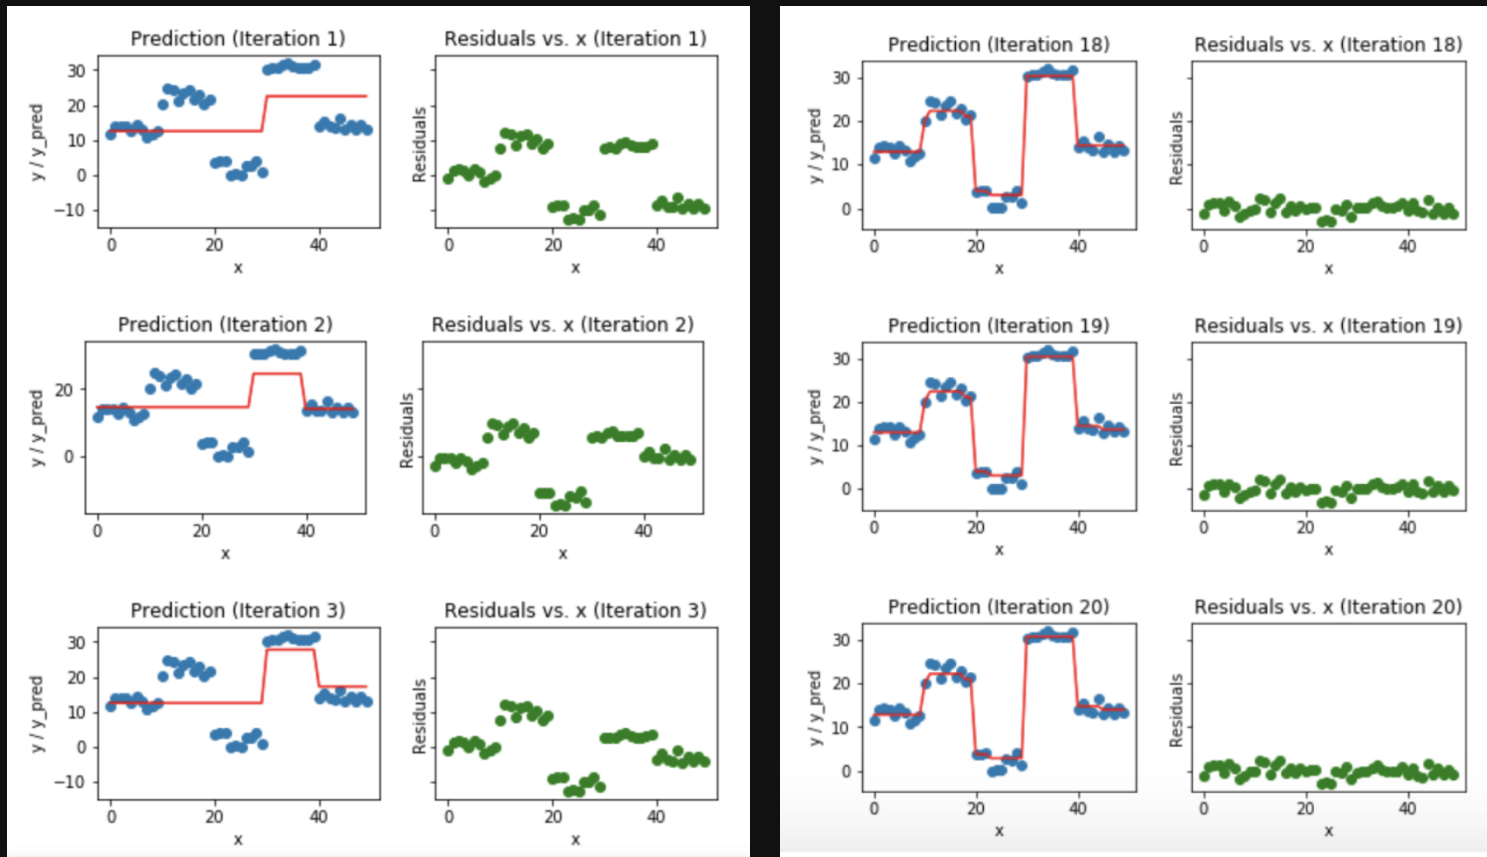 Prediction (Iteration 1)
30
20
10
0
−10
y / y_pred
0 20 40
x
Residuals vs. x (Iteration 1)
Residuals
0 20 40
x
Prediction (Iteration 2)
20
0
y / y_pred
0 20 40
x
Residuals vs. x (Iteration 2)
Residuals
0 20 40
x
Prediction (Iteration 3)
30
20
10
0
−10
y / y_pred
0 20 40
x
Residuals vs. x (Iteration 3)
Residuals
0 20 40
x
Prediction (Iteration 18)
30
20
10
0
y / y_pred
0 20 40
x
Residuals vs. x (Iteration 18)
Residuals
0 20 40
x
Prediction (Iteration 19)
30
20
10
0
y / y_pred
0 20 40
x
Residuals vs. x (Iteration 19)
Residuals
0 20 40
x
Prediction (Iteration 20)
30
20
10
0
y / y_pred
0 20 40
x
Residuals vs. x (Iteration 20)
Residuals
0 20 40
x